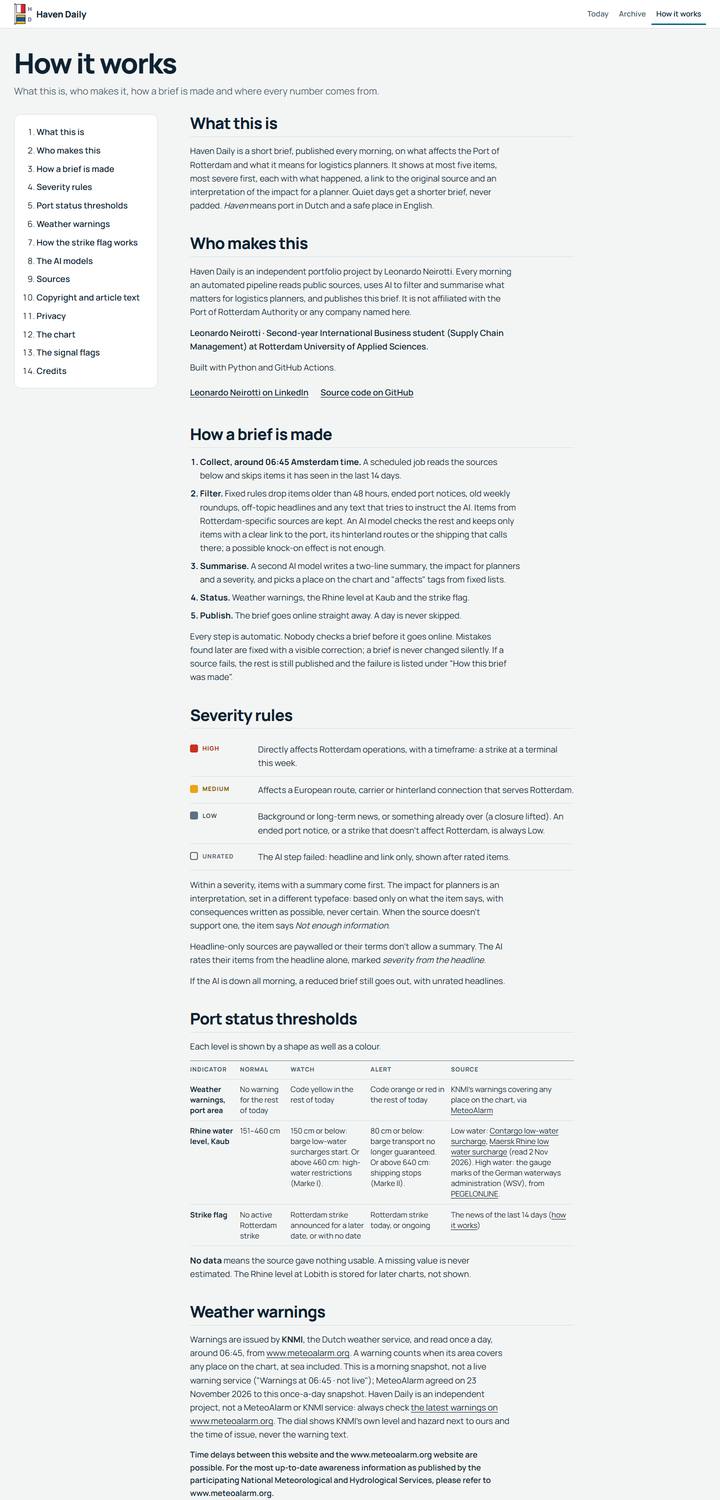 H
D
Haven Daily
Today
Archive
How it works
How it works
What this is, who makes it, how a brief is made and where every number comes from.
1. What this is
2. Who makes this
3. How a brief is made
4. Severity rules
5. Port status thresholds
6. Weather warnings
7. How the strike flag works
8. The AI models
9. Sources
10. Copyright and article text
11. Privacy
12. The chart
13. The signal flags
14. Credits
What this is
Haven Daily is a short brief, published every morning, on what affects the Port of
Rotterdam and what it means for logistics planners. It shows at most five items,
most severe first, each with what happened, a link to the original source and an
interpretation of the impact for a planner. Quiet days get a shorter brief, never
padded. Haven means port in Dutch and a safe place in English.
Who makes this
Haven Daily is an independent portfolio project by Leonardo Neirotti. Every morning
an automated pipeline reads public sources, uses AI to filter and summarise what
matters for logistics planners, and publishes this brief. It is not affiliated with the
Port of Rotterdam Authority or any company named here.
Leonardo Neirotti · Second-year International Business student (Supply Chain
Management) at Rotterdam University of Applied Sciences.
Built with Python and GitHub Actions.
Leonardo Neirotti on LinkedIn
Source code on GitHub
How a brief is made
1. Collect, around 06:45 Amsterdam time. A scheduled job reads the sources
below and skips items it has seen in the last 14 days.
2. Filter. Fixed rules drop items older than 48 hours, ended port notices, old weekly
roundups, off-topic headlines and any text that tries to instruct the AI. Items from
Rotterdam-specific sources are kept. An AI model checks the rest and keeps only
items with a clear link to the port, its hinterland routes or the shipping that calls
there; a possible knock-on effect is not enough.
3. Summarise. A second AI model writes a two-line summary, the impact for planners
and a severity, and picks a place on the chart and "affects" tags from fixed lists.
4. Status. Weather warnings, the Rhine level at Kaub and the strike flag.
5. Publish. The brief goes online straight away. A day is never skipped.
Every step is automatic. Nobody checks a brief before it goes online. Mistakes
found later are fixed with a visible correction; a brief is never changed silently. If a
source fails, the rest is still published and the failure is listed under "How this brief
was made".
Severity rules
HIGH
Directly affects Rotterdam operations, with a timeframe: a strike at a terminal
this week.
MEDIUM
Affects a European route, carrier or hinterland connection that serves Rotterdam.
LOW
Background or long-term news, or something already over (a closure lifted). An
ended port notice, or a strike that doesn't affect Rotterdam, is always Low.
UNRATED
The AI step failed: headline and link only, shown after rated items.
Within a severity, items with a summary come first. The impact for planners is an
interpretation, set in a different typeface: based only on what the item says, with
consequences written as possible, never certain. When the source doesn't
support one, the item says Not enough information.
Headline-only sources are paywalled or their terms don't allow a summary. The AI
rates their items from the headline alone, marked severity from the headline.
If the AI is down all morning, a reduced brief still goes out, with unrated headlines.
Port status thresholds
Each level is shown by a shape as well as a colour.
INDICATOR
NORMAL
WATCH
ALERT
SOURCE
Weather
warnings,
port area
No warning
for the rest
of today
Code yellow in the
rest of today
Code orange or red in
the rest of today
KNMI's warnings covering any
place on the chart, via
MeteoAlarm
Rhine water
level, Kaub
151–460 cm
150 cm or below:
barge low-water
surcharges start. Or
above 460 cm: high-
water restrictions
(Marke I).
80 cm or below:
barge transport no
longer guaranteed.
Or above 640 cm:
shipping stops
(Marke II).
Low water: Contargo low-water
surcharge, Maersk Rhine low
water surcharge (read 2 Nov
2026). High water: the gauge
marks of the German waterways
administration (WSV), from
PEGELONLINE.
Strike flag
No active
Rotterdam
strike
Rotterdam strike
announced for a later
date, or with no date
Rotterdam strike
today, or ongoing
The news of the last 14 days (how
it works)
No data means the source gave nothing usable. A missing value is never
estimated. The Rhine level at Lobith is stored for later charts, not shown.
Weather warnings
Warnings are issued by KNMI, the Dutch weather service, and read once a day,
around 06:45, from www.meteoalarm.org. A warning counts when its area covers
any place on the chart, at sea included. This is a morning snapshot, not a live
warning service ("Warnings at 06:45 · not live"); MeteoAlarm agreed on 23
November 2026 to this once-a-day snapshot. Haven Daily is an independent
project, not a MeteoAlarm or KNMI service: always check the latest warnings on
www.meteoalarm.org. The dial shows KNMI's own level and hazard next to ours and
the time of issue, never the warning text.
Time delays between this website and the www.meteoalarm.org website are
possible. For the most up-to-date awareness information as published by the
participating National Meteorological and Hydrological Services, please refer to
www.meteoalarm.org.